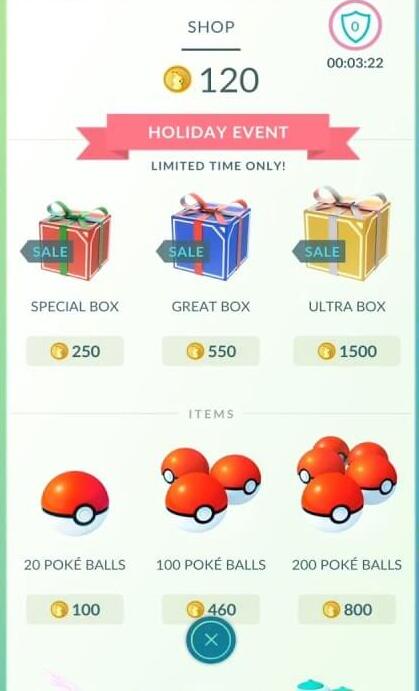 SHOP
0
00:03:22
120
HOLIDAY EVENT
LIMITED TIME ONLY!
SALE SALE SALE
SPECIAL BOX GREAT BOX ULTRA BOX
250 550 1500
ITEMS
20 POKÉ BALLS 100 POKÉ BALLS 200 POKÉ BALLS
100 460 800